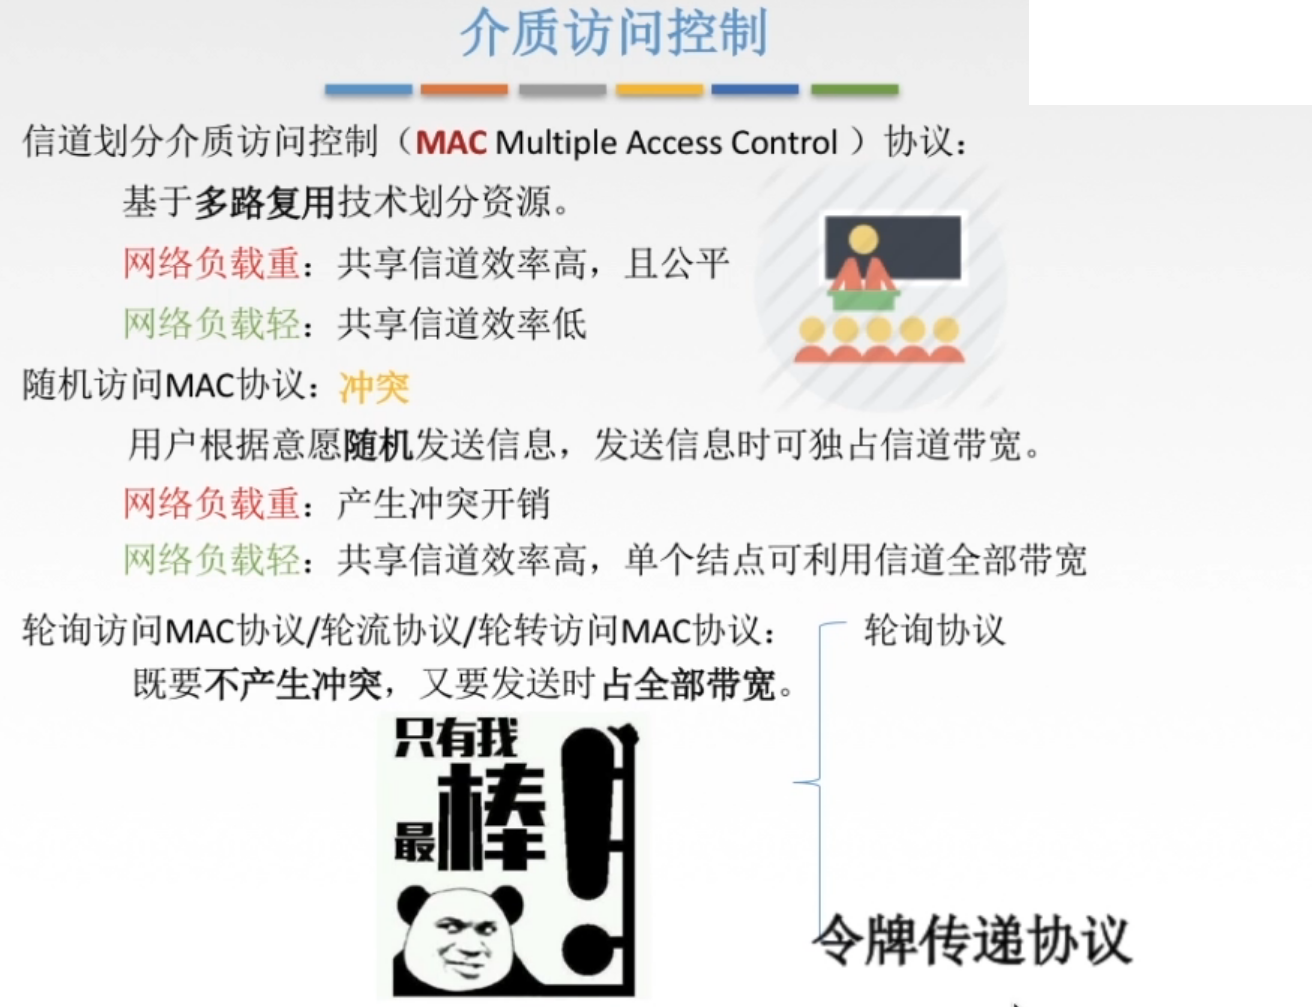 介质访问控制
信道划分介质访问控制（MAC Multiple Access Control ）协议：
基于多路复用技术划分资源。
网络负载重：共享信道效率高，且公平
网络负载轻：共享信道效率低
随机访问MAC协议：冲突
用户根据意愿随机发送信息，发送信息时可独占信道带宽。
网络负载重：产生冲突开销
网络负载轻：共享信道效率高，单个结点可利用信道全部带宽
轮询访问MAC协议/轮流协议/轮转访问MAC协议：
既要不产生冲突，又要发送时占全部带宽。
轮询协议
令牌传递协议
只有我
最棒！